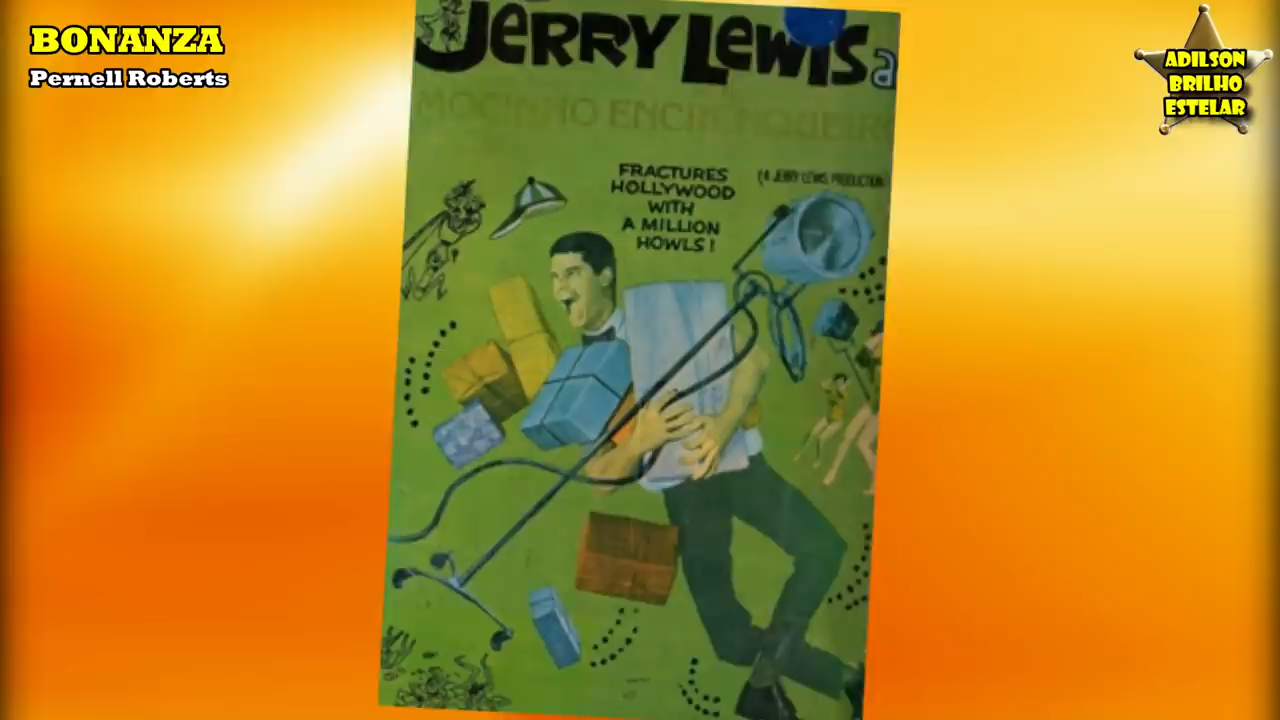 BONANZA
Pernell Roberts
ADILSON
BRILHO
ESTELAR
JERRY LEWIS
FRACTURES
HOLLYWOOD
WITH
A MILLION
HOWLS!
(A JERRY LEWIS PRODUCTION